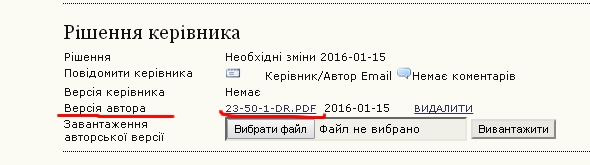 Рішення керівника
Рішення Необхідні зміни 2016-01-15
Повідомити керівника Керівник/Автор Email Немає коментарів
Версія керівника Немає
Версія автора 23-50-1-DR.PDF 2016-01-15 ВИДАЛИТИ
Завантаження авторської версії Вибрати файл Файл не вибрано Вивантажити